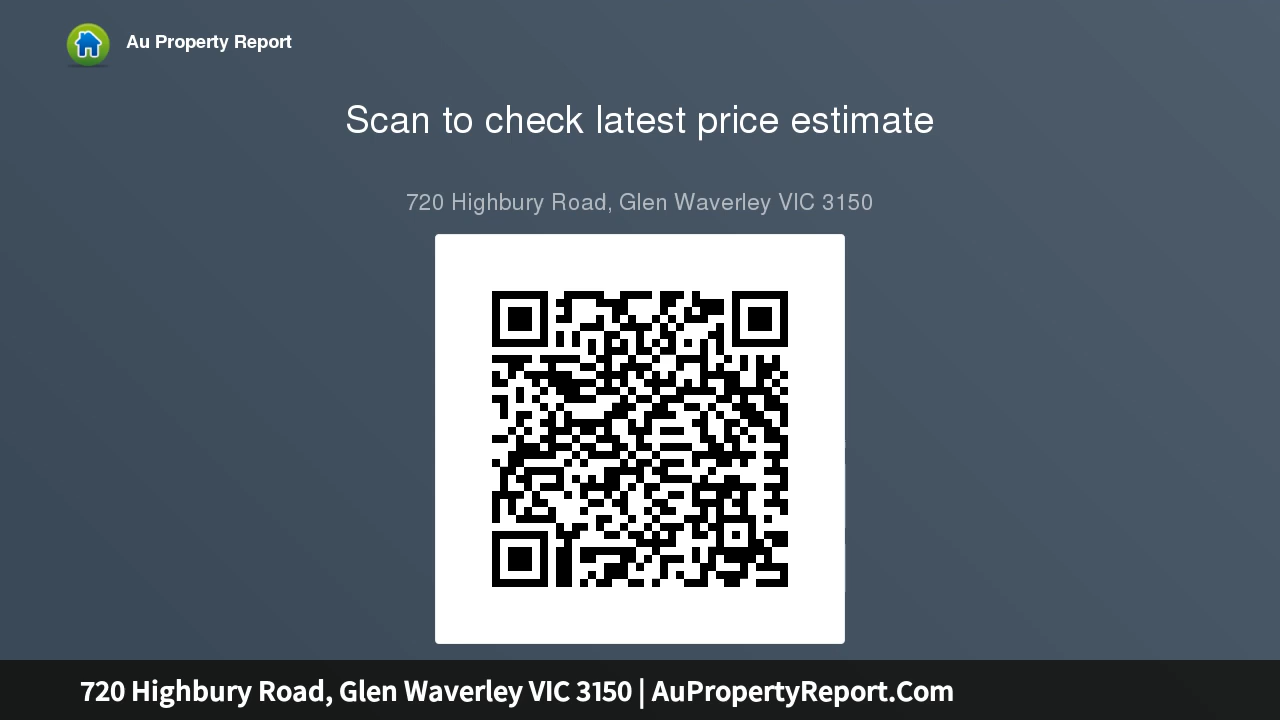 Au Property Report
Scan to check latest price estimate
720 Highbury Road, Glen Waverley VIC 3150
720 Highbury Road, Glen Waverley VIC 3150 | AuPropertyReport.Com